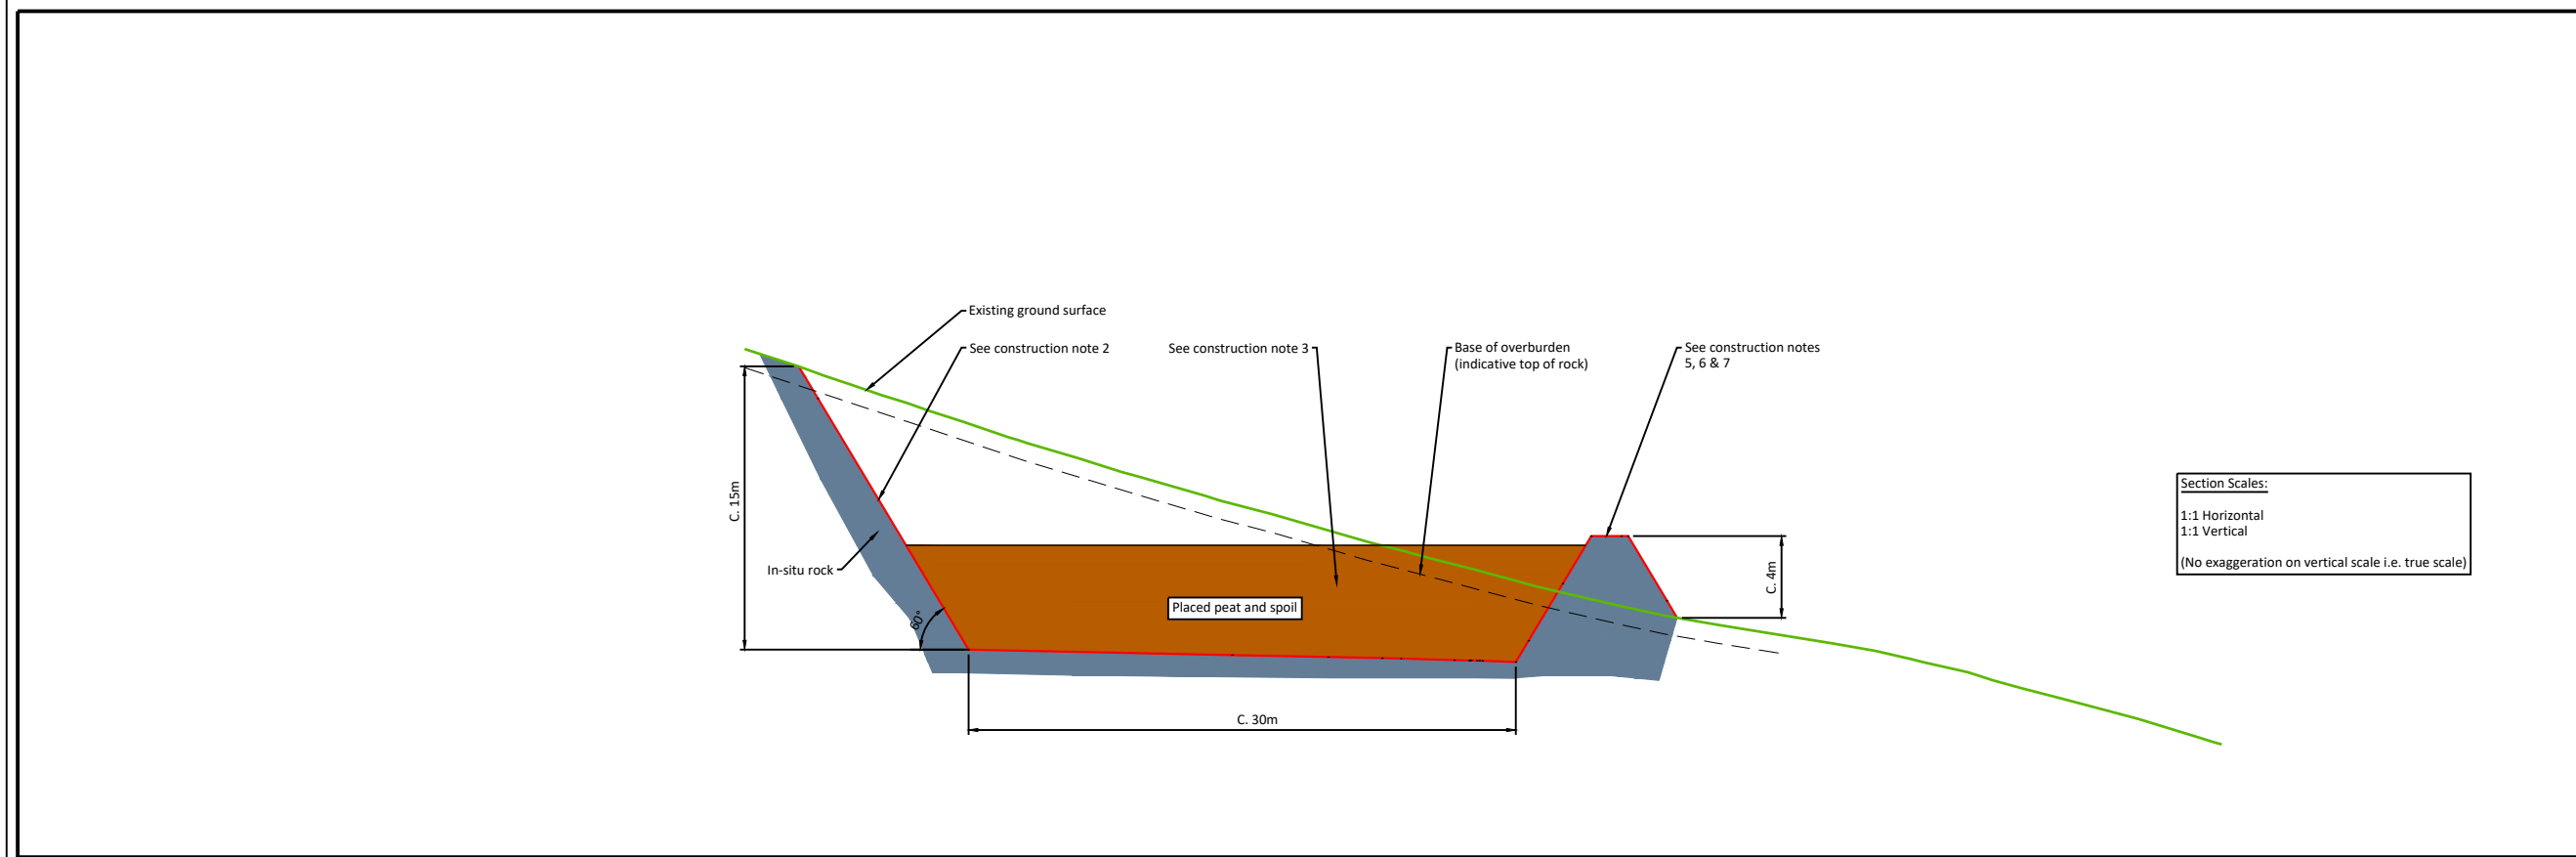 Existing ground surface
See construction note 2
See construction note 3
Base of overburden
(indicative top of rock)
See construction notes
5, 6 & 7
C. 15m
In-situ rock
60°
Placed peat and spoil
C. 30m
C. 4m
Section Scales:
1:1 Horizontal
1:1 Vertical
(No exaggeration on vertical scale i.e. true scale)